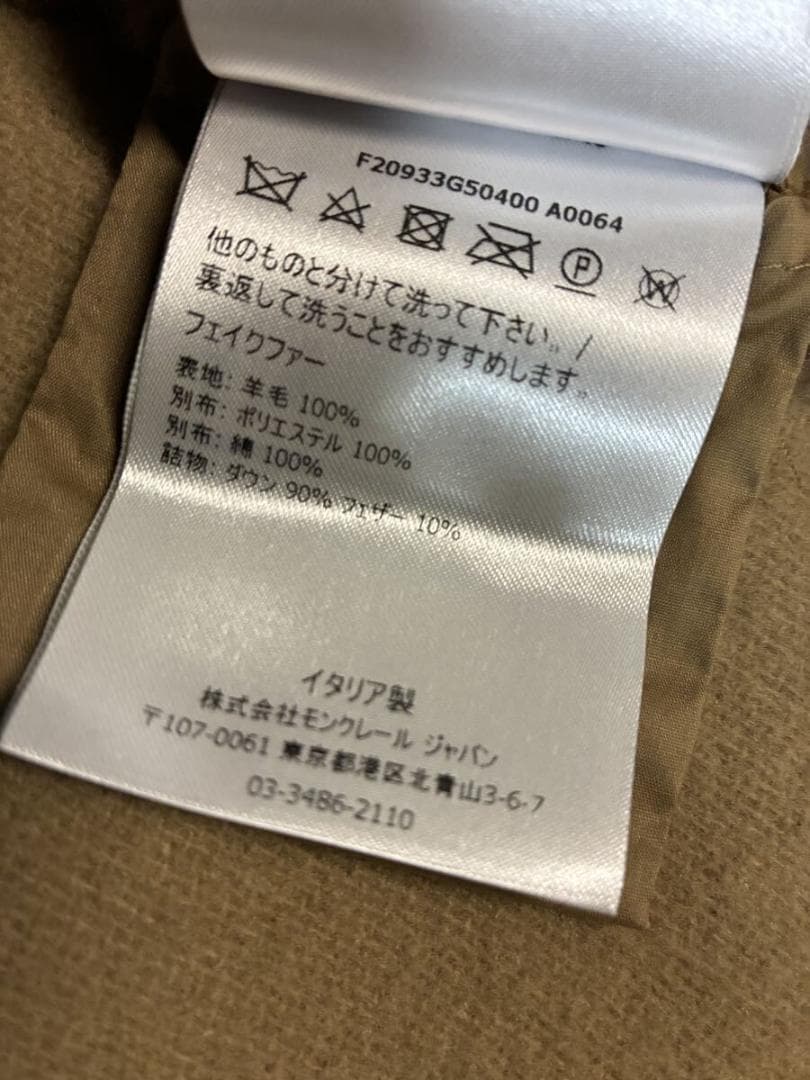 F20933G50400 A0064
他のものと分けて洗って下さい。/
裏返して洗うことをおすすめします。
フェイクファー
表地: 羊毛 100%
別布: ポリエステル 100%
別布: 綿 100%
詰物: ダウン 90% フェザー 10%
イタリア製
株式会社モンクレール ジャパン
〒107-0061 東京都港区北青山3-6-7
03-3486-2110